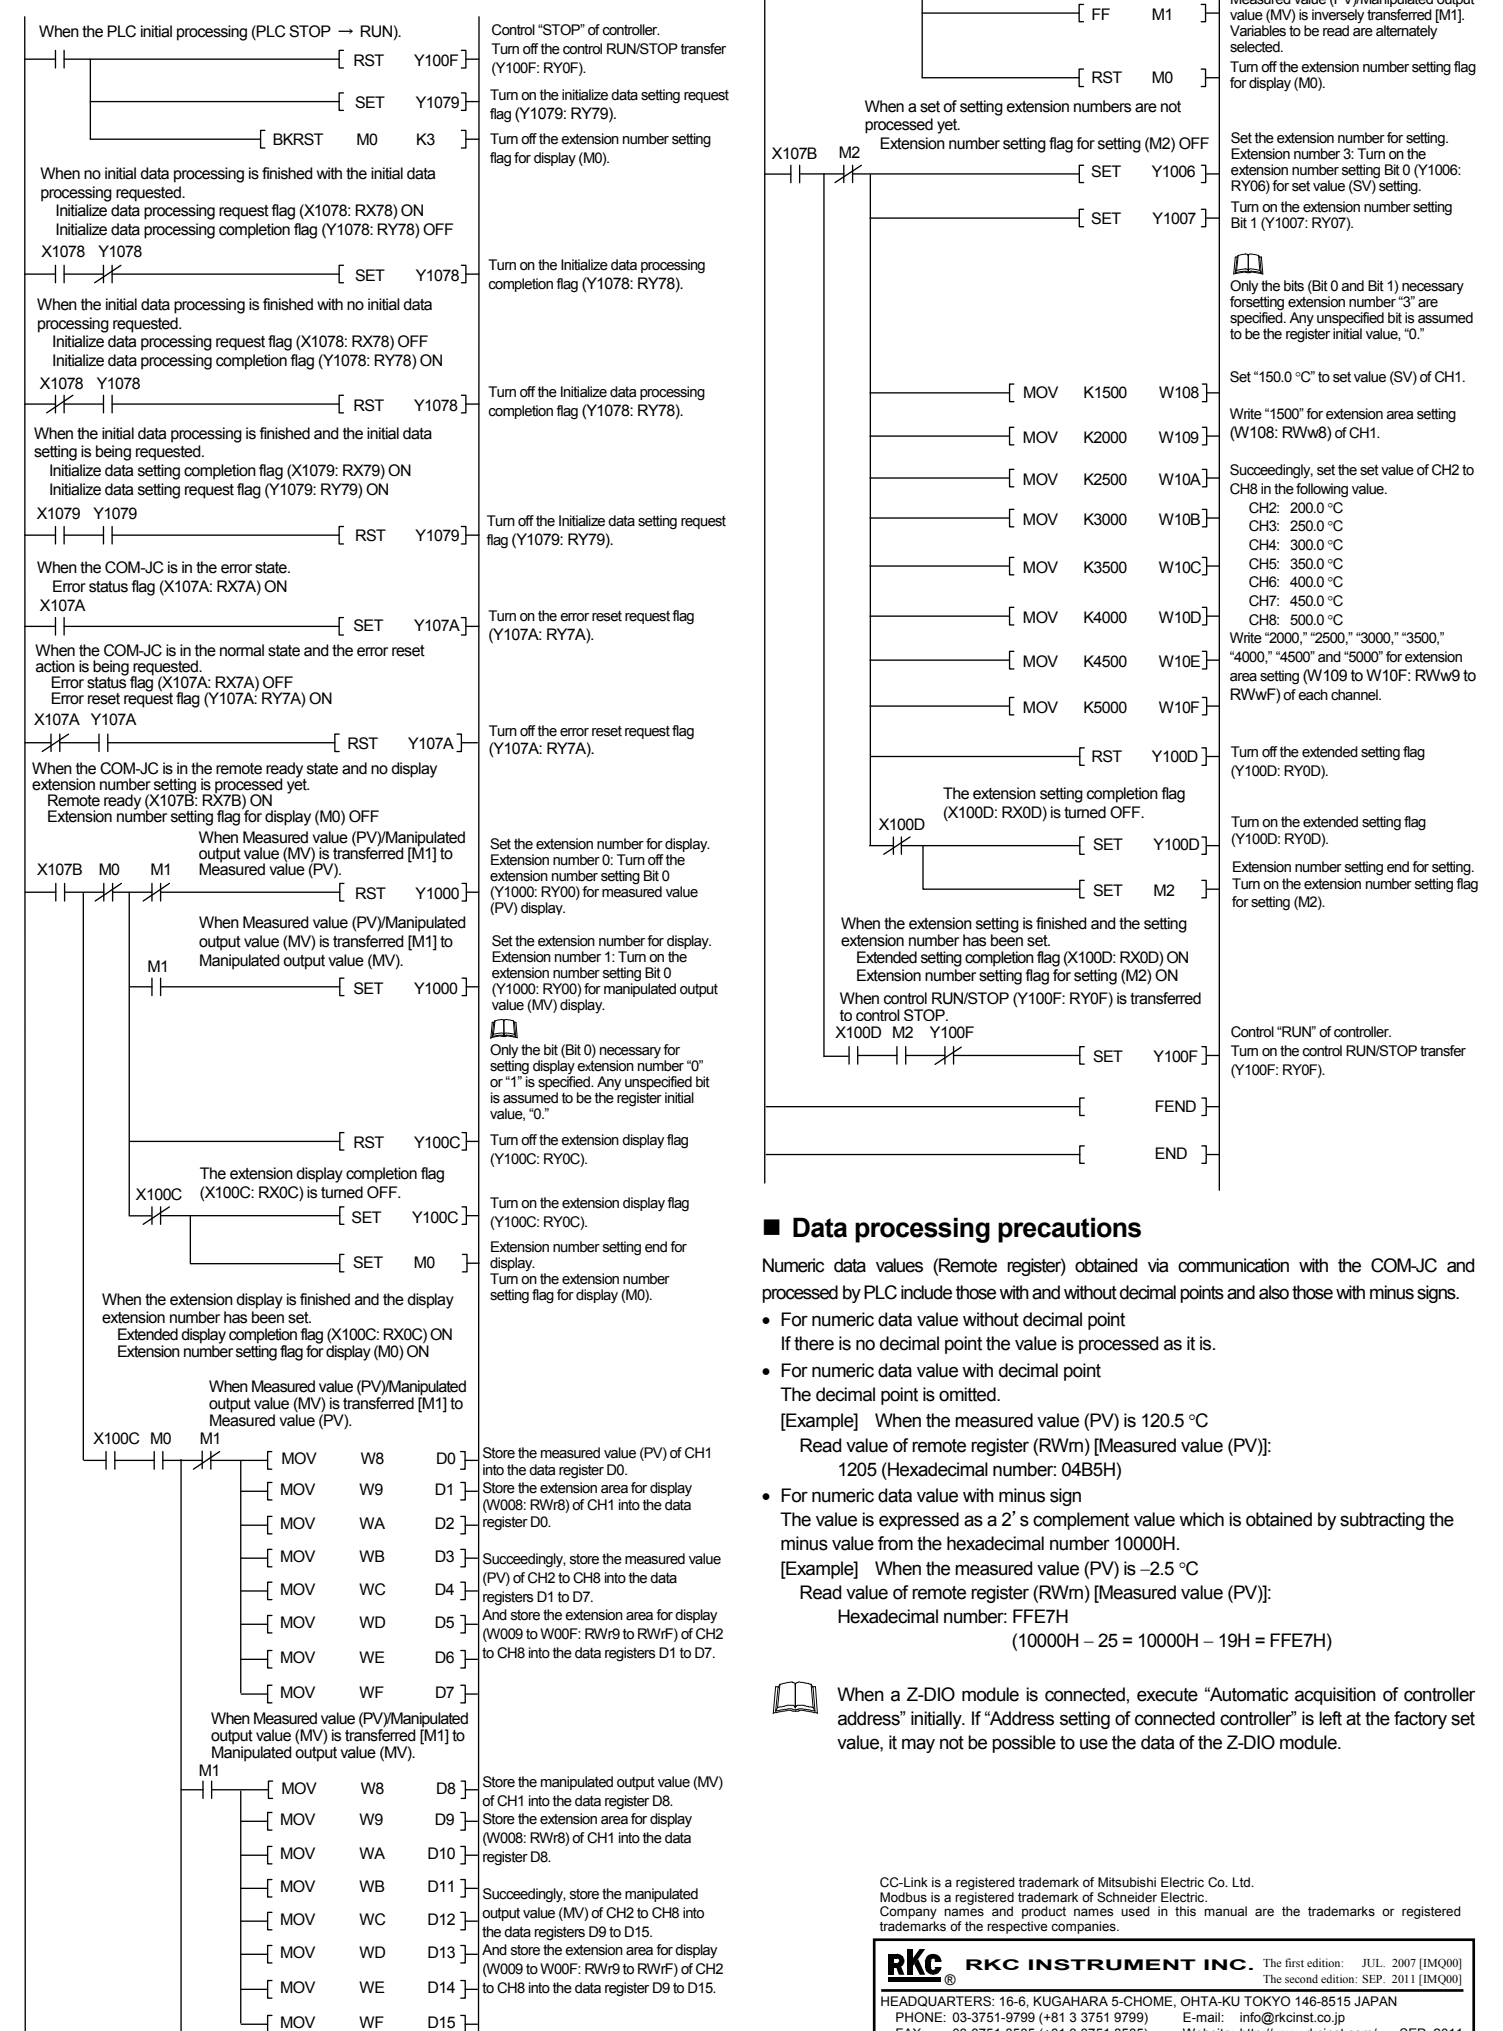 When the PLC initial processing (PLC STOP → RUN).
RST Y100F
Control “STOP” of controller.
Turn off the control RUN/STOP transfer
(Y100F: RY0F).
SET Y1079
Turn on the initialize data setting request
flag (Y1079: RY79).
BKRST M0 K3
Turn off the extension number setting
flag for display (M0).
When no initial data processing is finished with the initial data
processing requested.
Initialize data processing request flag (X1078: RX78) ON
Initialize data processing completion flag (Y1078: RY78) OFF
X1078 Y1078
SET Y1078
Turn on the Initialize data processing
completion flag (Y1078: RY78).
When the initial data processing is finished with no initial data
processing requested.
Initialize data processing request flag (X1078: RX78) OFF
Initialize data processing completion flag (Y1078: RY78) ON
X1078 Y1078
RST Y1078
Turn off the Initialize data processing
completion flag (Y1078: RY78).
When the initial data processing is finished and the initial data
setting is being requested.
Initialize data setting completion flag (X1079: RX79) ON
Initialize data setting request flag (Y1079: RY79) ON
X1079 Y1079
RST Y1079
Turn off the Initialize data setting request
flag (Y1079: RY79).
When the COM-JC is in the error state.
Error status flag (X107A: RX7A) ON
X107A
SET Y107A
Turn on the error reset request flag
(Y107A: RY7A).
When the COM-JC is in the normal state and the error reset
action is being requested.
Error status flag (X107A: RX7A) OFF
Error reset request flag (Y107A: RY7A) ON
X107A Y107A
RST Y107A
Turn off the error reset request flag
(Y107A: RY7A).
When the COM-JC is in the remote ready state and no display
extension number setting is processed yet.
Remote ready (X107B: RX7B) ON
Extension number setting flag for display (M0) OFF
When Measured value (PV)/Manipulated
output value (MV) is transferred [M1] to
Measured value (PV).
X107B M0 M1
RST Y1000
Set the extension number for display.
Extension number 0: Turn off the
extension number setting Bit 0
(Y1000: RY00) for measured value
(PV) display.
When Measured value (PV)/Manipulated
output value (MV) is transferred [M1] to
Manipulated output value (MV).
M1
SET Y1000
Set the extension number for display.
Extension number 1: Turn on the
extension number setting Bit 0
(Y1000: RY00) for manipulated output
value (MV) display.
Only the bit (Bit 0) necessary for
setting display extension number “0”
or “1” is specified. Any unspecified bit
is assumed to be the register initial
value, “0.”
RST Y100C
Turn off the extension display flag
(Y100C: RY0C).
The extension display completion flag
(X100C: RX0C) is turned OFF.
X100C
SET Y100C
Turn on the extension display flag
(Y100C: RY0C).
SET M0
Extension number setting end for
display.
Turn on the extension number
setting flag for display (M0).
When the extension display is finished and the display
extension number has been set.
Extended display completion flag (X100C: RX0C) ON
Extension number setting flag for display (M0) ON
When Measured value (PV)/Manipulated
output value (MV) is transferred [M1] to
Measured value (PV).
X100C M0 M1
MOV W8 D0
MOV W9 D1
MOV WA D2
MOV WB D3
MOV WC D4
MOV WD D5
MOV WE D6
MOV WF D7
Store the measured value (PV) of CH1
into the data register D0.
Store the extension area for display
(W008: RWr8) of CH1 into the data
register D0.
Succeedingly, store the measured value
(PV) of CH2 to CH8 into the data
registers D1 to D7.
And store the extension area for display
(W009 to W00F: RWr9 to RWrF) of CH2
to CH8 into the data registers D1 to D7.
When Measured value (PV)/Manipulated
output value (MV) is transferred [M1] to
Manipulated output value (MV).
M1
MOV W8 D8
MOV W9 D9
MOV WA D10
MOV WB D11
MOV WC D12
MOV WD D13
MOV WE D14
MOV WF D15
Store the manipulated output value (MV)
of CH1 into the data register D8.
Store the extension area for display
(W008: RWr8) of CH1 into the data
register D8.
Succeedingly, store the manipulated
output value (MV) of CH2 to CH8 into
the data registers D9 to D15.
And store the extension area for display
(W009 to W00F: RWr9 to RWrF) of CH2
to CH8 into the data register D9 to D15.
FF M1
Measured value (PV)/Manipulated output
value (MV) is inversely transferred [M1].
Variables to be read are alternately
selected.
RST M0
Turn off the extension number setting flag
for display (M0).
When a set of setting extension numbers are not
processed yet.
Extension number setting flag for setting (M2) OFF
X107B M2
SET Y1006
Set the extension number for setting.
Extension number 3: Turn on the
extension number setting Bit 0 (Y1006:
RY06) for set value (SV) setting.
SET Y1007
Turn on the extension number setting
Bit 1 (Y1007: RY07).
Only the bits (Bit 0 and Bit 1) necessary
forsetting extension number “3” are
specified. Any unspecified bit is assumed
to be the register initial value, “0.”
MOV K1500 W108
MOV K2000 W109
MOV K2500 W10A
MOV K3000 W10B
MOV K3500 W10C
MOV K4000 W10D
MOV K4500 W10E
MOV K5000 W10F
Set “150.0 °C” to set value (SV) of CH1.
Write “1500” for extension area setting
(W108: RWw8) of CH1.
Succeedingly, set the set value of CH2 to
CH8 in the following value.
CH2: 200.0 °C
CH3: 250.0 °C
CH4: 300.0 °C
CH5: 350.0 °C
CH6: 400.0 °C
CH7: 450.0 °C
CH8: 500.0 °C
Write “2000,” “2500,” “3000,” “3500,”
“4000,” “4500” and “5000” for extension
area setting (W109 to W10F: RWw9 to
RWwF) of each channel.
RST Y100D
Turn off the extended setting flag
(Y100D: RY0D).
The extension setting completion flag
(X100D: RX0D) is turned OFF.
X100D
SET Y100D
Turn on the extended setting flag
(Y100D: RY0D).
SET M2
Extension number setting end for setting.
Turn on the extension number setting flag
for setting (M2).
When the extension setting is finished and the setting
extension number has been set.
Extended setting completion flag (X100D: RX0D) ON
Extension number setting flag for setting (M2) ON
When control RUN/STOP (Y100F: RY0F) is transferred
to control STOP.
X100D M2 Y100F
SET Y100F
Control “RUN” of controller.
Turn on the control RUN/STOP transfer
(Y100F: RY0F).
FEND
END
■ Data processing precautions
Numeric data values (Remote register) obtained via communication with the COM-JC and
processed by PLC include those with and without decimal points and also those with minus signs.
• For numeric data value without decimal point
If there is no decimal point the value is processed as it is.
• For numeric data value with decimal point
The decimal point is omitted.
[Example] When the measured value (PV) is 120.5 °C
Read value of remote register (RWrn) [Measured value (PV)]:
1205 (Hexadecimal number: 04B5H)
• For numeric data value with minus sign
The value is expressed as a 2’s complement value which is obtained by subtracting the
minus value from the hexadecimal number 10000H.
[Example] When the measured value (PV) is −2.5 °C
Read value of remote register (RWrn) [Measured value (PV)]:
Hexadecimal number: FFE7H
(10000H − 25 = 10000H − 19H = FFE7H)
When a Z-DIO module is connected, execute “Automatic acquisition of controller
address” initially. If “Address setting of connected controller” is left at the factory set
value, it may not be possible to use the data of the Z-DIO module.
CC-Link is a registered trademark of Mitsubishi Electric Co. Ltd.
Modbus is a registered trademark of Schneider Electric.
Company names and product names used in this manual are the trademarks or registered
trademarks of the respective companies.
RKC ® RKC INSTRUMENT INC.
The first edition: JUL. 2007 [IMQ00]
The second edition: SEP. 2011 [IMQ00]
HEADQUARTERS: 16-6, KUGAHARA 5-CHOME, OHTA-KU TOKYO 146-8515 JAPAN
PHONE: 03-3751-9799 (+81 3 3751 9799) E-mail: info@rkcinst.co.jp